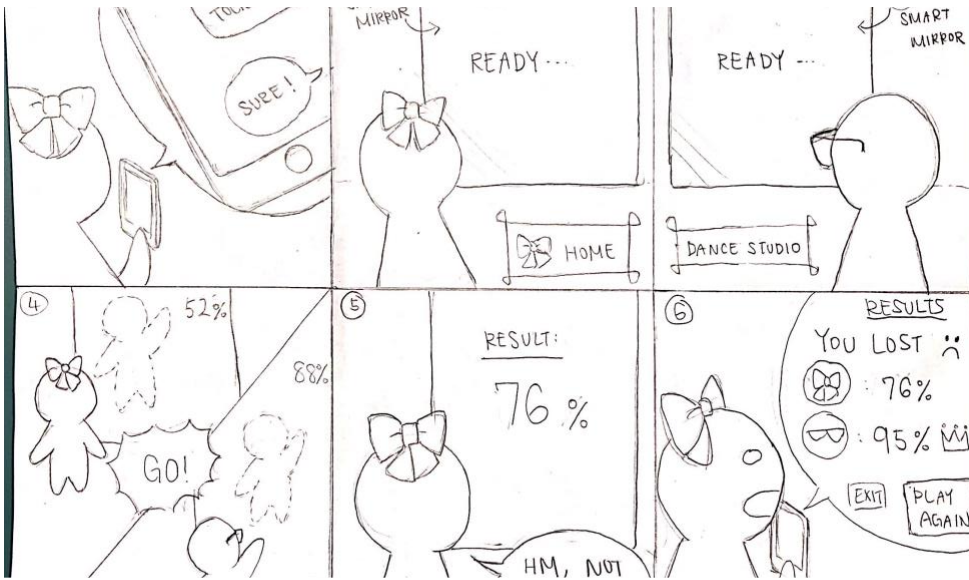 SURE!
MIRROR
READY...
HOME
SMART
MIRROR
READY...
DANCE STUDIO
4
52%
88%
GO!
5
RESULT:
76%
HM, NOT
6
RESULTS
YOU LOST
: 76%
: 95%
EXIT
PLAY
AGAIN